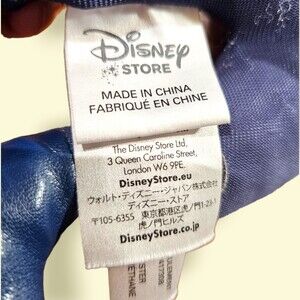 Disney
STORE
MADE IN CHINA
FABRIQUÉ EN CHINE
The Disney Store Ltd,
3 Queen Caroline Street,
London W6 9PE.
DisneyStore.eu
ウォルト・ディズニー・ジャパン株式会社
ディズニー・ストア
〒105-6355 東京都港区虎ノ門1-23-1
虎ノ門ヒルズ
DisneyStore.co.jp